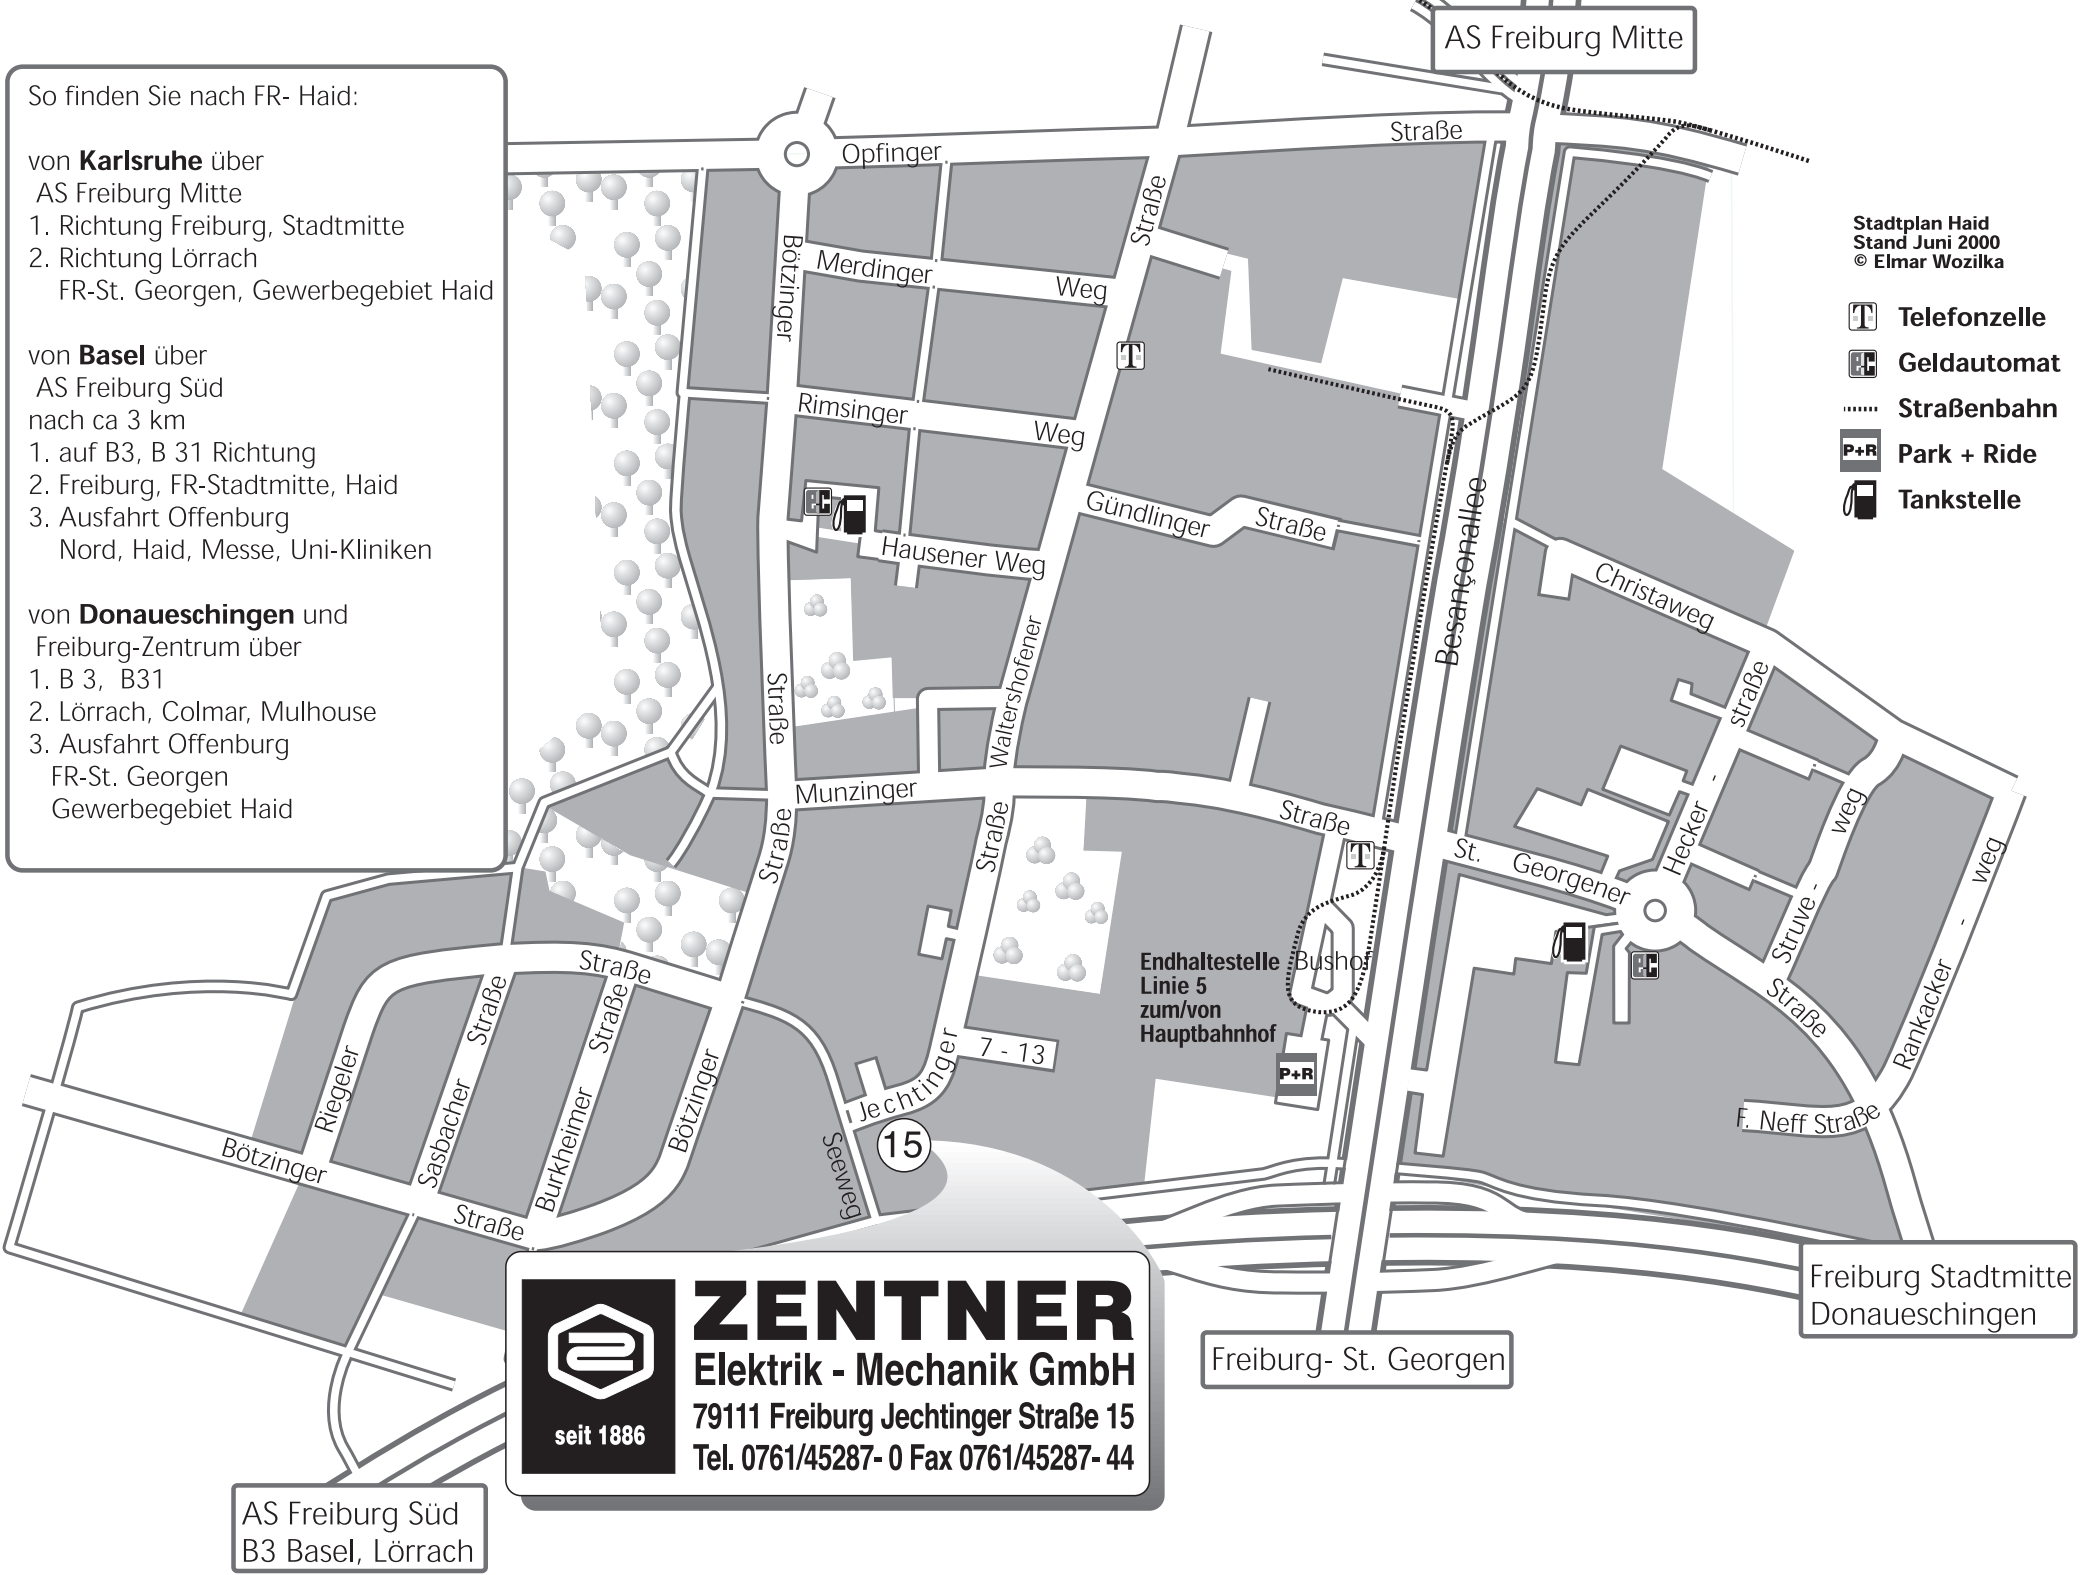 AS Freiburg Mitte
So finden Sie nach FR- Haid:
von Karlsruhe über
AS Freiburg Mitte
1. Richtung Freiburg, Stadtmitte
2. Richtung Lörrach
FR-St. Georgen, Gewerbegebiet Haid
von Basel über
AS Freiburg Süd
nach ca 3 km
1. auf B3, B 31 Richtung
2. Freiburg, FR-Stadtmitte, Haid
3. Ausfahrt Offenburg
Nord, Haid, Messe, Uni-Kliniken
von Donaueschingen und
Freiburg-Zentrum über
1. B 3, B31
2. Lörrach, Colmar, Mulhouse
3. Ausfahrt Offenburg
FR-St. Georgen
Gewerbegebiet Haid
Stadtplan Haid
Stand Juni 2000
© Elmar Wozilka
T Telefonzelle
eC Geldautomat
Straßenbahn
P+R Park + Ride
Tankstelle
Opfinger
Straße
Straße
Bötzinger
Merdinger
Weg
T
Rimsinger
Weg
eC
Gündlinger
Straße
Hausener Weg
Besançonallee
Christaweg
Waltershofener
Straße
straße
Munzinger
Straße
Straße
Straße
T
St.
Georgener
Hecker -
weg
Struve -
weg
Rankacker -
Straße
eC
Endhaltestelle
Linie 5
zum/von
Hauptbahnhof
Bushof
P+R
Straße
Straße
Straße
Riegeler
Sasbacher
Burkheimer
Bötzinger
7 - 13
Jechtinger
15
Seeweg
F. Neff Straße
Bötzinger
Straße
ZENTNER
Elektrik - Mechanik GmbH
79111 Freiburg Jechtinger Straße 15
Tel. 0761/45287- 0 Fax 0761/45287- 44
seit 1886
Freiburg Stadtmitte
Donaueschingen
Freiburg- St. Georgen
AS Freiburg Süd
B3 Basel, Lörrach